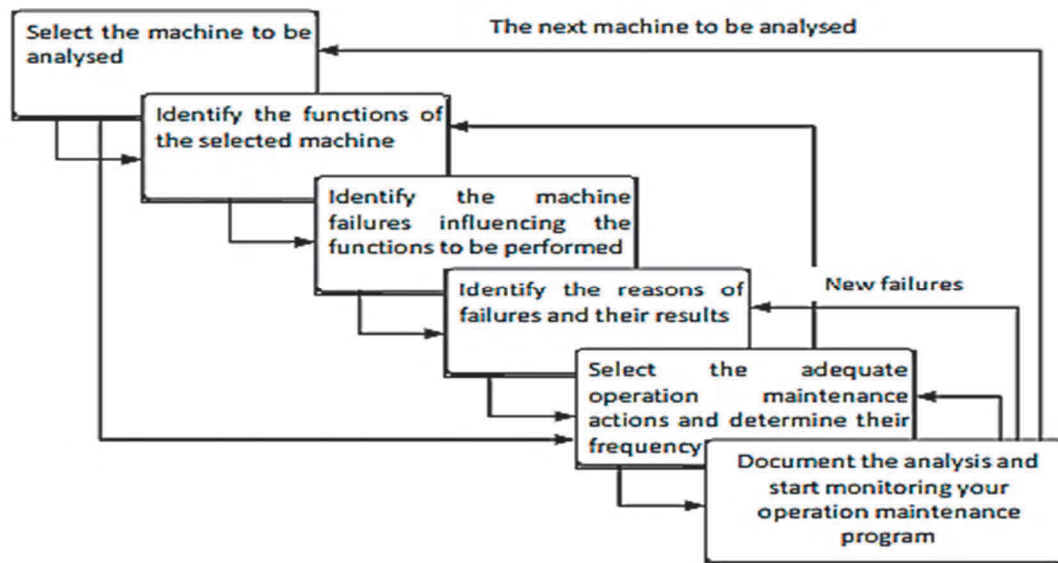 Select the machine to be
analysed
The next machine to be analysed
Identify the functions of
the selected machine
Identify the machine
failures influencing the
functions to be performed
New failures
Identify the reasons of
failures and their results
Select the adequate
operation maintenance
actions and determine their
frequency
Document the analysis and
start monitoring your
operation maintenance
program